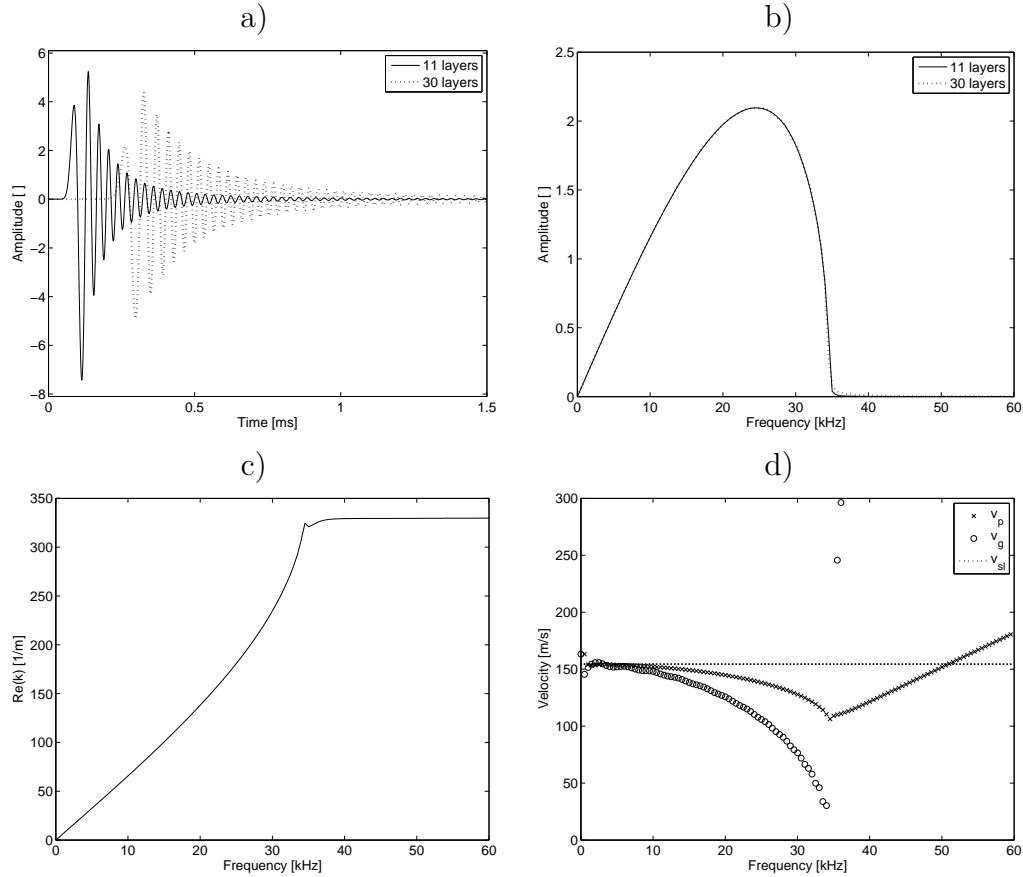 a)
6
4
2
0
−2
−4
−6
−8
0
0.5
1
1.5
Amplitude [ ]
Time [ms]
11 layers
30 layers
b)
2.5
2
1.5
1
0.5
0
0
10
20
30
40
50
60
Amplitude [ ]
Frequency [kHz]
11 layers
30 layers
c)
350
300
250
200
150
100
50
0
0
10
20
30
40
50
60
Re(k) [1/m]
Frequency [kHz]
d)
300
250
200
150
100
50
0
0
10
20
30
40
50
60
Velocity [m/s]
Frequency [kHz]
v_p
v_g
v_sl